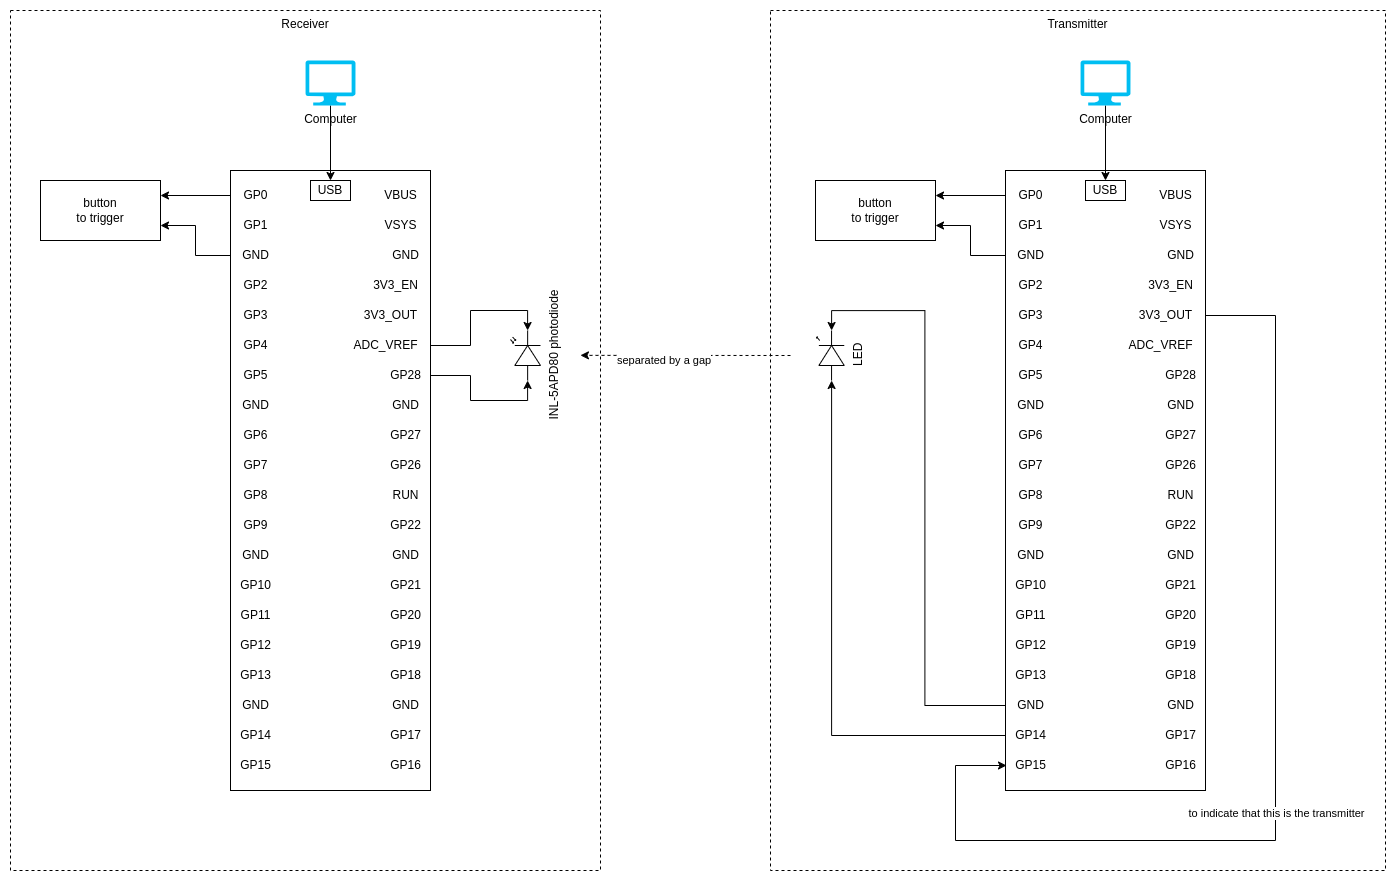 Receiver
Computer
button
to trigger
USB
GP0
VBUS
GP1
VSYS
GND
GND
GP2
3V3_EN
GP3
3V3_OUT
GP4
ADC_VREF
GP5
GP28
GND
GND
GP6
GP27
GP7
GP26
GP8
RUN
GP9
GP22
GND
GND
GP10
GP21
GP11
GP20
GP12
GP19
GP13
GP18
GND
GND
GP14
GP17
GP15
GP16
INL-5APD80 photodiode
separated by a gap
Transmitter
Computer
button
to trigger
LED
USB
GP0
VBUS
GP1
VSYS
GND
GND
GP2
3V3_EN
GP3
3V3_OUT
GP4
ADC_VREF
GP5
GP28
GND
GND
GP6
GP27
GP7
GP26
GP8
RUN
GP9
GP22
GND
GND
GP10
GP21
GP11
GP20
GP12
GP19
GP13
GP18
GND
GND
GP14
GP17
GP15
GP16
to indicate that this is the transmitter